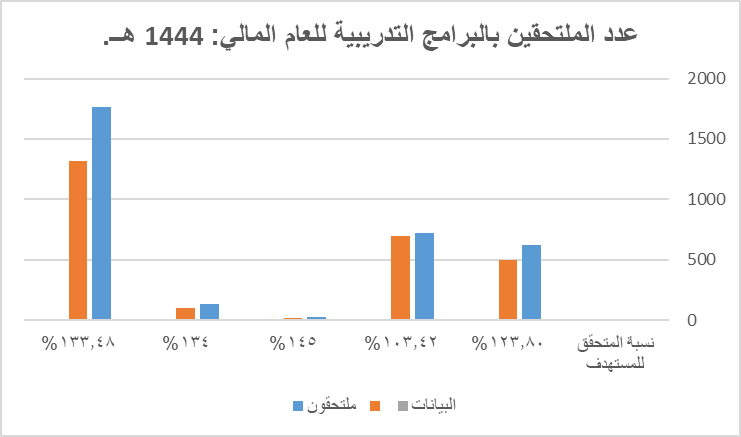 عدد الملتحقين بالبرامج التدريبية للعام المالي: 1444 هــ.
2000
1500
1000
500
0
نسبة المتحقق
للمستهدف
١٢٣,٨٠%
١٠٣,٤٢%
١٤٥%
١٣٤%
١٣٣,٤٨%
البيانات
ملتحقون